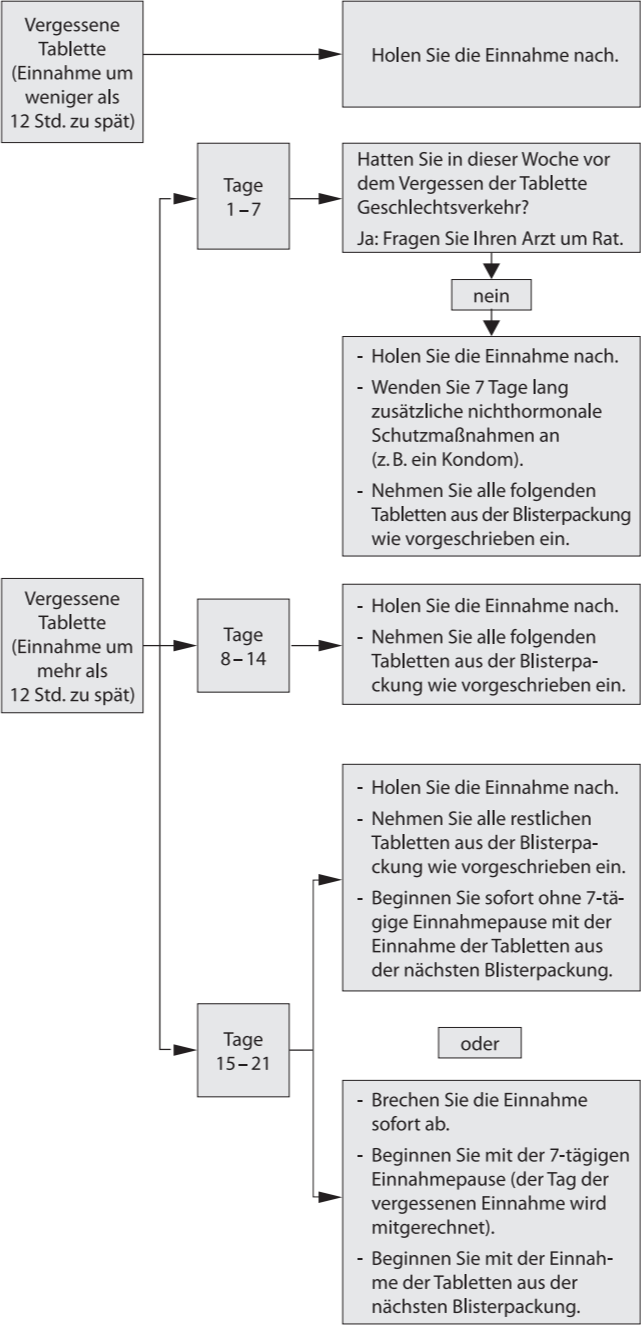 Vergessene
Tablette
(Einnahme um
weniger als
12 Std. zu spät)
Holen Sie die Einnahme nach.
Tage
1–7
Hatten Sie in dieser Woche vor
dem Vergessen der Tablette
Geschlechtsverkehr?
Ja: Fragen Sie Ihren Arzt um Rat.
nein
- Holen Sie die Einnahme nach.
- Wenden Sie 7 Tage lang
zusätzliche nichthormonale
Schutzmaßnahmen an
(z. B. ein Kondom).
- Nehmen Sie alle folgenden
Tabletten aus der Blisterpackung
wie vorgeschrieben ein.
Vergessene
Tablette
(Einnahme um
mehr als
12 Std. zu spät)
Tage
8–14
- Holen Sie die Einnahme nach.
- Nehmen Sie alle folgenden
Tabletten aus der Blisterpa-
ckung wie vorgeschrieben ein.
Tage
15–21
- Holen Sie die Einnahme nach.
- Nehmen Sie alle restlichen
Tabletten aus der Blisterpa-
ckung wie vorgeschrieben ein.
- Beginnen Sie sofort ohne 7-tä-
gige Einnahmepause mit der
Einnahme der Tabletten aus
der nächsten Blisterpackung.
oder
- Brechen Sie die Einnahme
sofort ab.
- Beginnen Sie mit der 7-tägigen
Einnahmepause (der Tag der
vergessenen Einnahme wird
mitgerechnet).
- Beginnen Sie mit der Einnah-
me der Tabletten aus der
nächsten Blisterpackung.